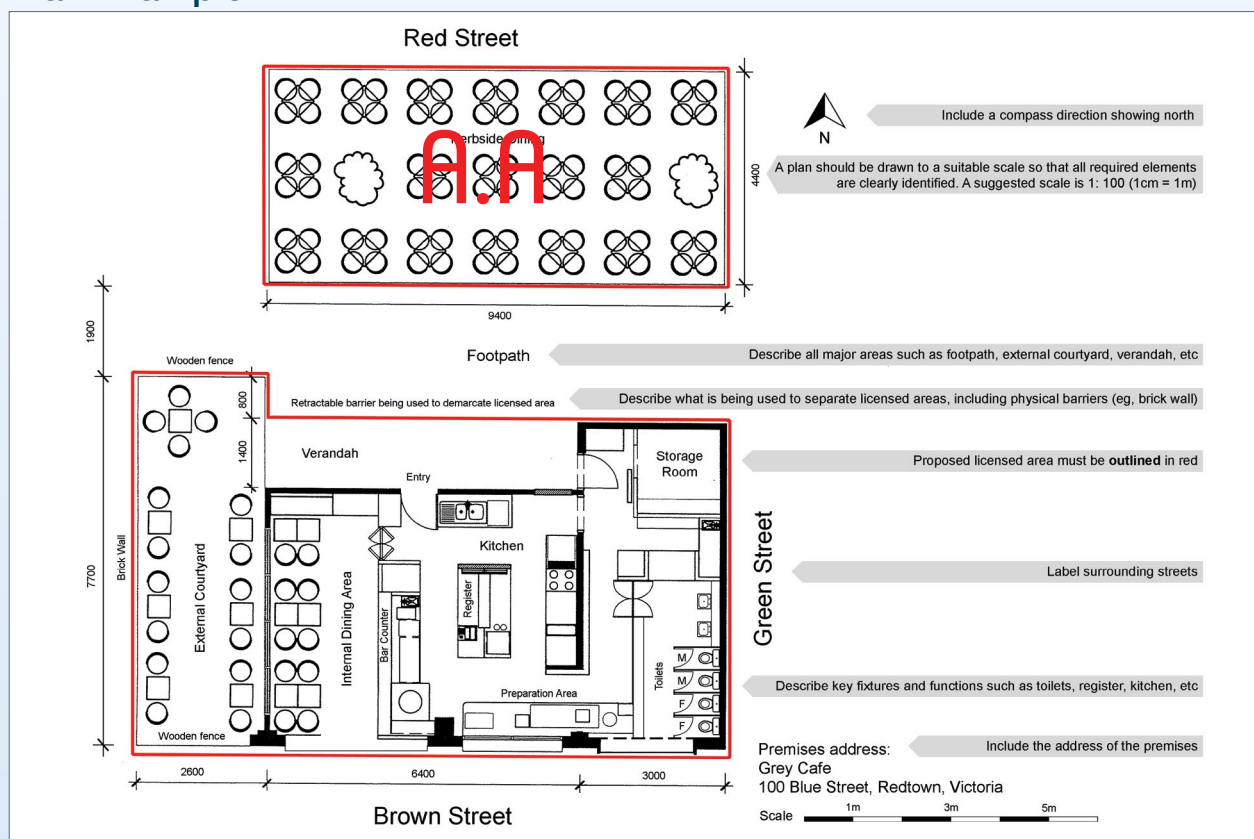 Red Street
Dining
A.A
N
Include a compass direction showing north
4400
A plan should be drawn to a suitable scale so that all required elements
are clearly identified. A suggested scale is 1: 100 (1cm = 1m)
9400
1900
Wooden fence
Footpath
Describe all major areas such as footpath, external courtyard, verandah, etc
800
Retractable barrier being used to demarcate licensed area
Describe what is being used to separate licensed areas, including physical barriers (eg, brick wall)
1400
Verandah
Entry
Storage
Room
Proposed licensed area must be outlined in red
Kitchen
7700
Brick Wall
External Courtyard
Internal Dining Area
Bar Counter
Register
Green Street
Label surrounding streets
Toilets
M
M
F
F
Describe key fixtures and functions such as toilets, register, kitchen, etc
Preparation Area
Wooden fence
Premises address:
Include the address of the premises
Grey Cafe
100 Blue Street, Redtown, Victoria
2600
6400
3000
Brown Street
Scale
1m
3m
5m